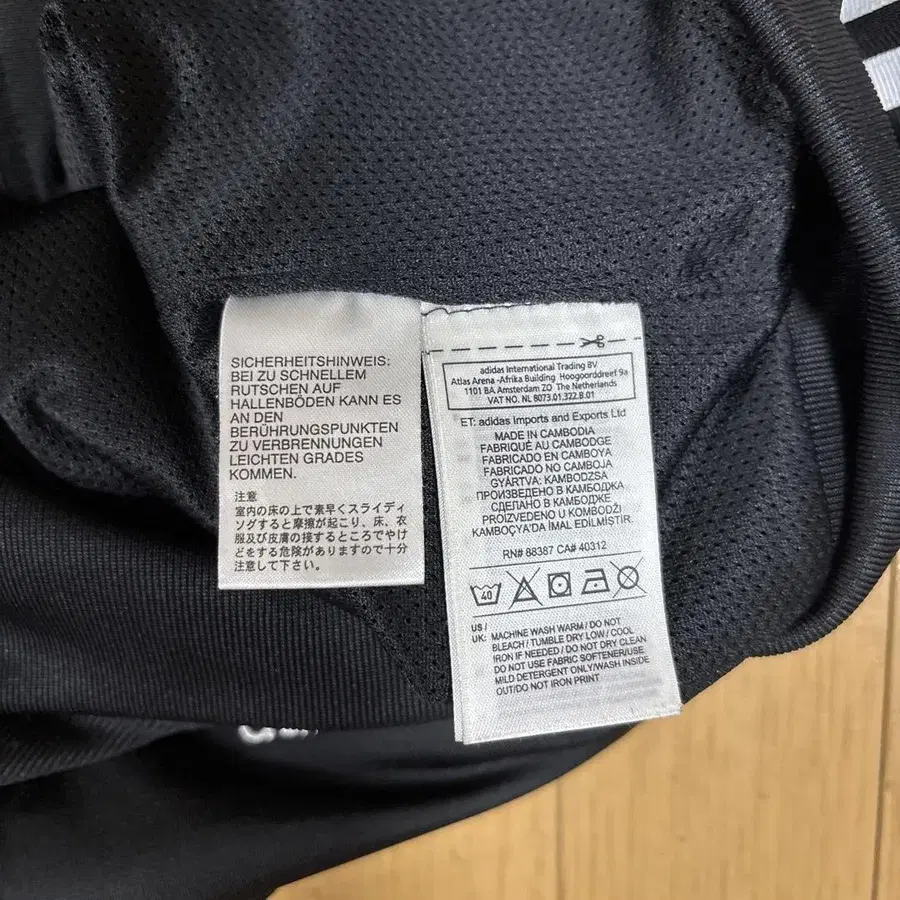 SICHERHEITSHINWEIS:
BEI ZU SCHNELLEM
RUTSCHEN AUF
HALLENBÖDEN KANN ES
AN DEN
BERÜHRUNGSPUNKTEN
ZU VERBRENNUNGEN
LEICHTEN GRADES
KOMMEN.
注意
室内の床の上で素早くスライディ
ングすると摩擦が起こり、床、衣
服及び皮膚の接するところでやけ
どをする危険がありますので十分
注意して下さい。
adidas International Trading BV
Atlas Arena -Afrika Building Hoogoorddreef 9a
1101 BA Amsterdam ZO The Netherlands
VAT NO. NL 8073.01.322.B.01
ET: adidas Imports and Exports Ltd
MADE IN CAMBODIA
FABRIQUÉ AU CAMBODGE
FABRICADO EN CAMBOYA
FABRICADO NO CAMBOJA
GYÁRTVA: KAMBODZSA
ПРОИЗВЕДЕНО В КАМБОДЖА
СДЕЛАНО В КАМБОДЖЕ
PROIZVEDENO U KOMBODŽI
KAMBOÇYA'DA İMAL EDİLMİŞTİR.
RN# 88387 CA# 40312
40
US /
UK: MACHINE WASH WARM / DO NOT
BLEACH / TUMBLE DRY LOW / COOL
IRON IF NEEDED / DO NOT DRY CLEAN
DO NOT USE FABRIC SOFTENER/USE
MILD DETERGENT ONLY/WASH INSIDE
OUT/DO NOT IRON PRINT